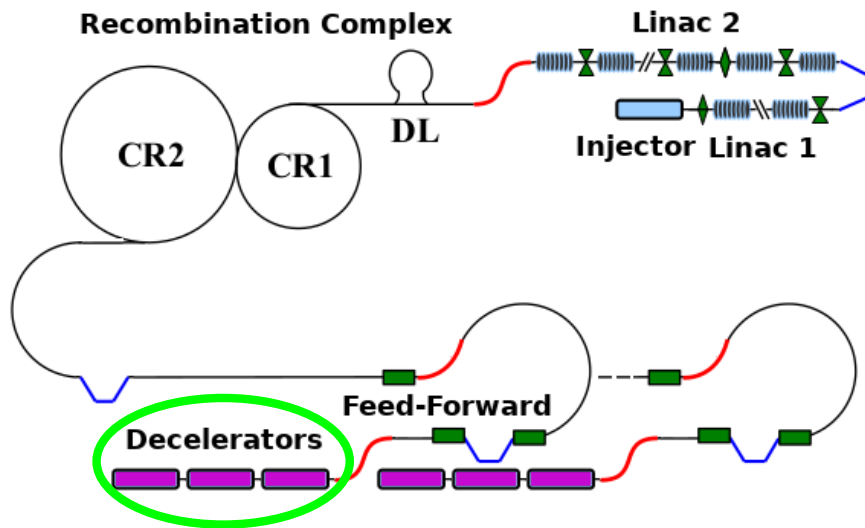 Recombination Complex
Linac 2
DL
Injector Linac 1
CR2
CR1
Feed-Forward
Decelerators